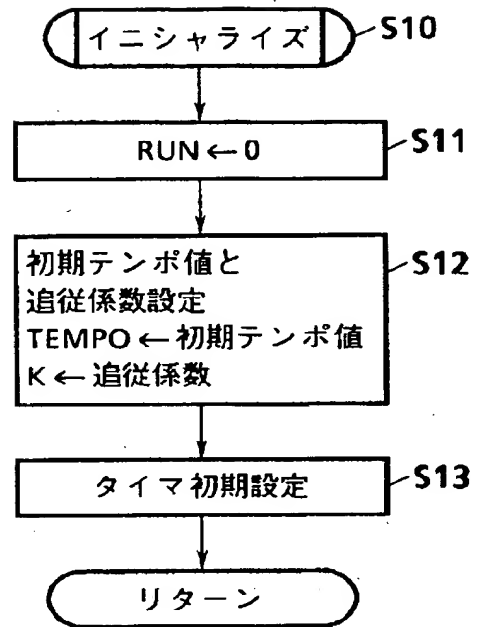 イニシャライズ
S10
RUN←0
S11
初期テンポ値と
追従係数設定
TEMPO←初期テンポ値
K←追従係数
S12
タイマ初期設定
S13
リターン